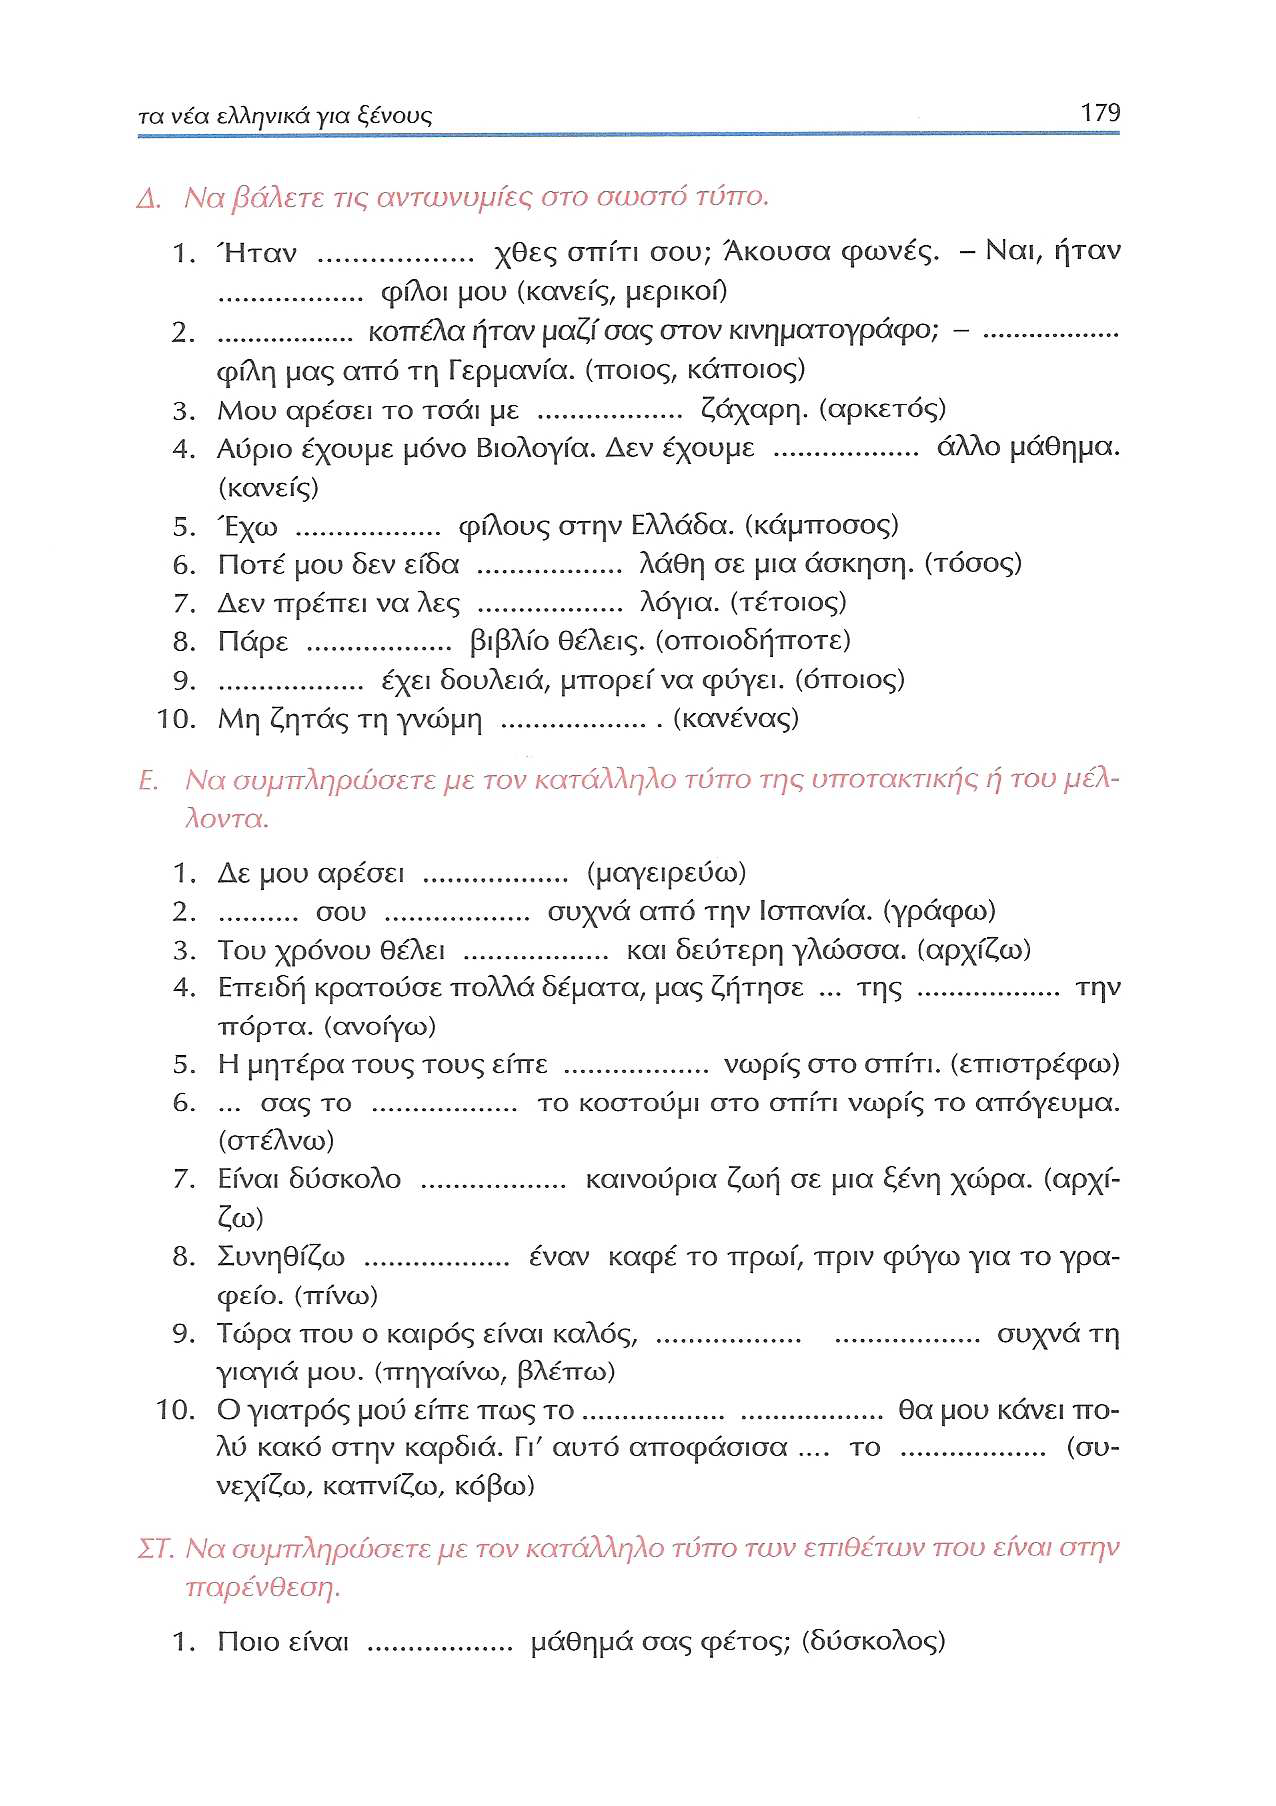 τα νέα ελληνικά για ξένους 179
Δ. Να βάλετε τις αντωνυμίες στο σωστό τύπο.
1. Ήταν .................. χθες σπίτι σου; Άκουσα φωνές. – Ναι, ήταν
.................. φίλοι μου (κανείς, μερικοί)
2. .................. κοπέλα ήταν μαζί σας στον κινηματογράφο; – ..................
φίλη μας από τη Γερμανία. (ποιος, κάποιος)
3. Μου αρέσει το τσάι με .................. ζάχαρη. (αρκετός)
4. Αύριο έχουμε μόνο Βιολογία. Δεν έχουμε .................. άλλο μάθημα.
(κανείς)
5. Έχω .................. φίλους στην Ελλάδα. (κάμποσος)
6. Ποτέ μου δεν είδα .................. λάθη σε μια άσκηση. (τόσος)
7. Δεν πρέπει να λες .................. λόγια. (τέτοιος)
8. Πάρε .................. βιβλίο θέλεις. (οποιοδήποτε)
9. .................. έχει δουλειά, μπορεί να φύγει. (όποιος)
10. Μη ζητάς τη γνώμη .................. . (κανένας)
Ε. Να συμπληρώσετε με τον κατάλληλο τύπο της υποτακτικής ή του μέλ-
λοντα.
1. Δε μου αρέσει .................. (μαγειρεύω)
2. .......... σου .................. συχνά από την Ισπανία. (γράφω)
3. Του χρόνου θέλει .................. και δεύτερη γλώσσα. (αρχίζω)
4. Επειδή κρατούσε πολλά δέματα, μας ζήτησε ... της .................. την
πόρτα. (ανοίγω)
5. Η μητέρα τους τους είπε .................. νωρίς στο σπίτι. (επιστρέφω)
6. ... σας το .................. το κοστούμι στο σπίτι νωρίς το απόγευμα.
(στέλνω)
7. Είναι δύσκολο .................. καινούρια ζωή σε μια ξένη χώρα. (αρχί-
ζω)
8. Συνηθίζω .................. έναν καφέ το πρωί, πριν φύγω για το γρα-
φείο. (πίνω)
9. Τώρα που ο καιρός είναι καλός, .................. .................. συχνά τη
γιαγιά μου. (πηγαίνω, βλέπω)
10. Ο γιατρός μού είπε πως το .................. .................. θα μου κάνει πο-
λύ κακό στην καρδιά. Γι' αυτό αποφάσισα .... το .................. (συ-
νεχίζω, καπνίζω, κόβω)
ΣΤ. Να συμπληρώσετε με τον κατάλληλο τύπο των επιθέτων που είναι στην
παρένθεση.
1. Ποιο είναι .................. μάθημά σας φέτος; (δύσκολος)